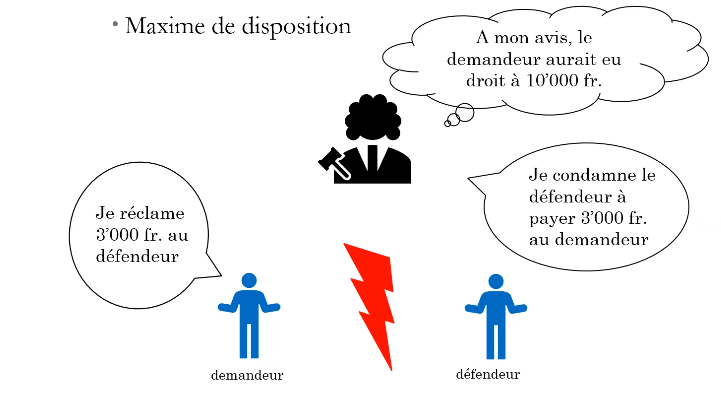 • Maxime de disposition
A mon avis, le
demandeur aurait eu
droit à 10’000 fr.
Je condamne le
défendeur à
payer 3’000 fr.
au demandeur
Je réclame
3’000 fr. au
défendeur
demandeur
défendeur